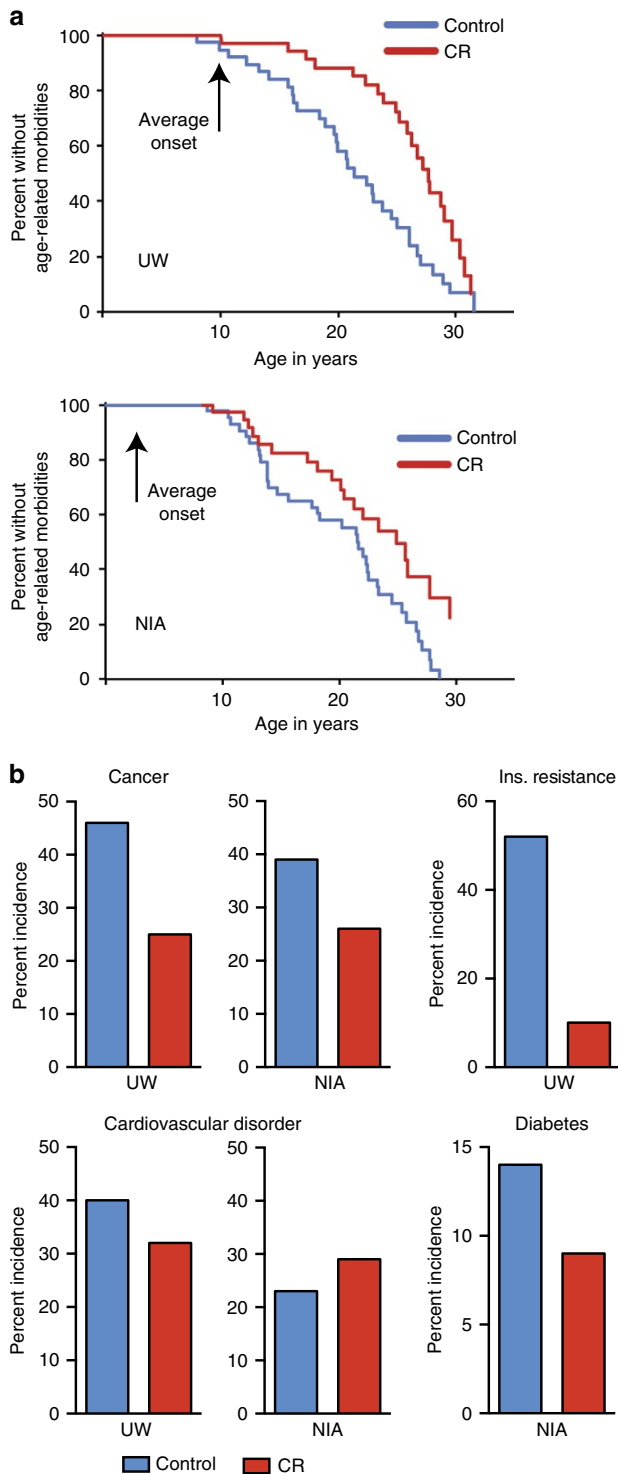 a
100
80
60
40
20
0
Percent without
age-related morbidities
Control
CR
Average
onset
UW
10
20
30
Age in years
100
80
60
40
20
0
Percent without
age-related morbidities
Control
CR
Average
onset
NIA
10
20
30
Age in years
b
Cancer
Ins. resistance
50
40
30
20
10
0
Percent incidence
UW
50
40
30
20
10
0
NIA
60
40
20
0
Percent incidence
UW
Cardiovascular disorder
Diabetes
50
40
30
20
10
0
Percent incidence
UW
50
40
30
20
10
0
NIA
15
10
5
0
Percent incidence
NIA
Control
CR